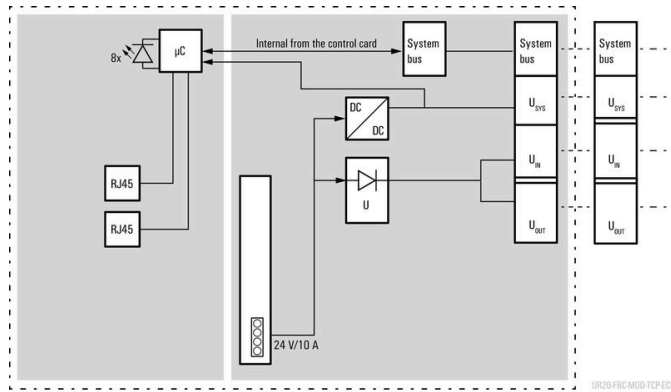 8x
µC
Internal from the control card
System
bus
System
bus
System
bus
DC
DC
U
SYS
U
SYS
RJ45
RJ45
U
U
IN
U
IN
U
OUT
U
OUT
24 V/10 A
UR20-FBC-MOD-TCP-ECO